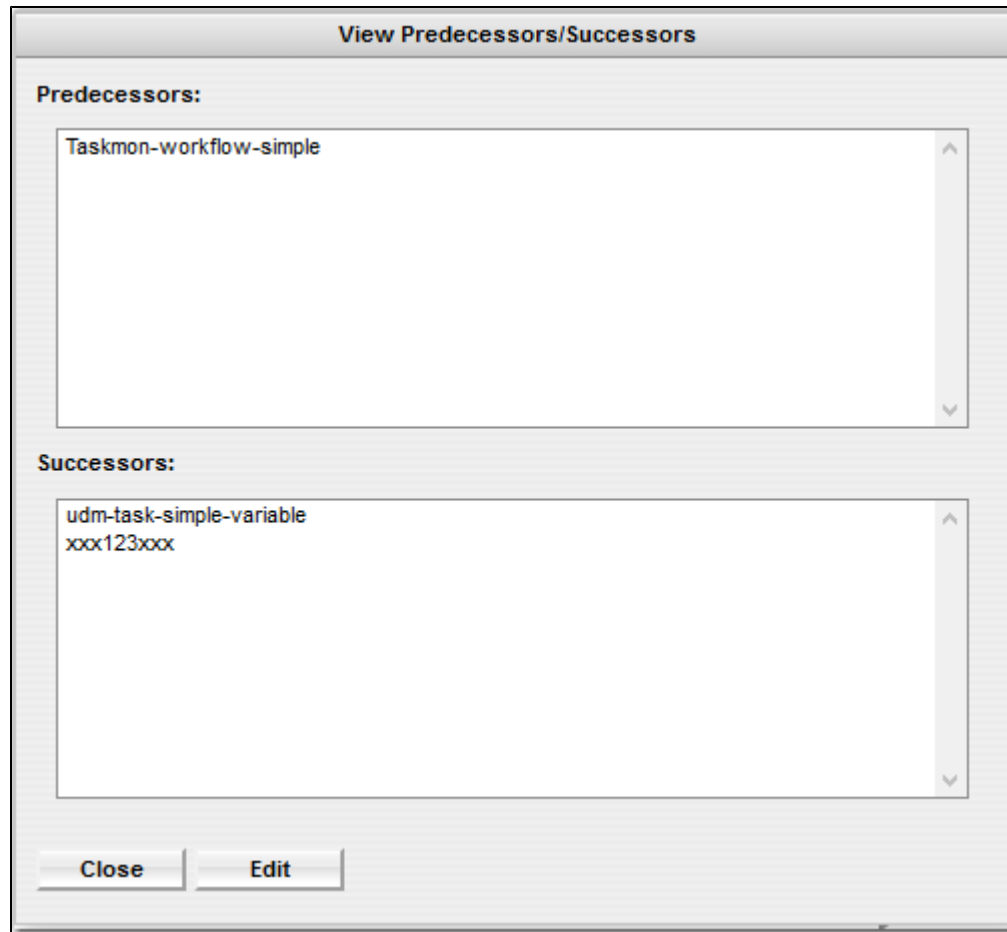 View Predecessors/Successors
Predecessors:
Taskmon-workflow-simple
Successors:
udm-task-simple-variable
xxx123xxx
Close Edit